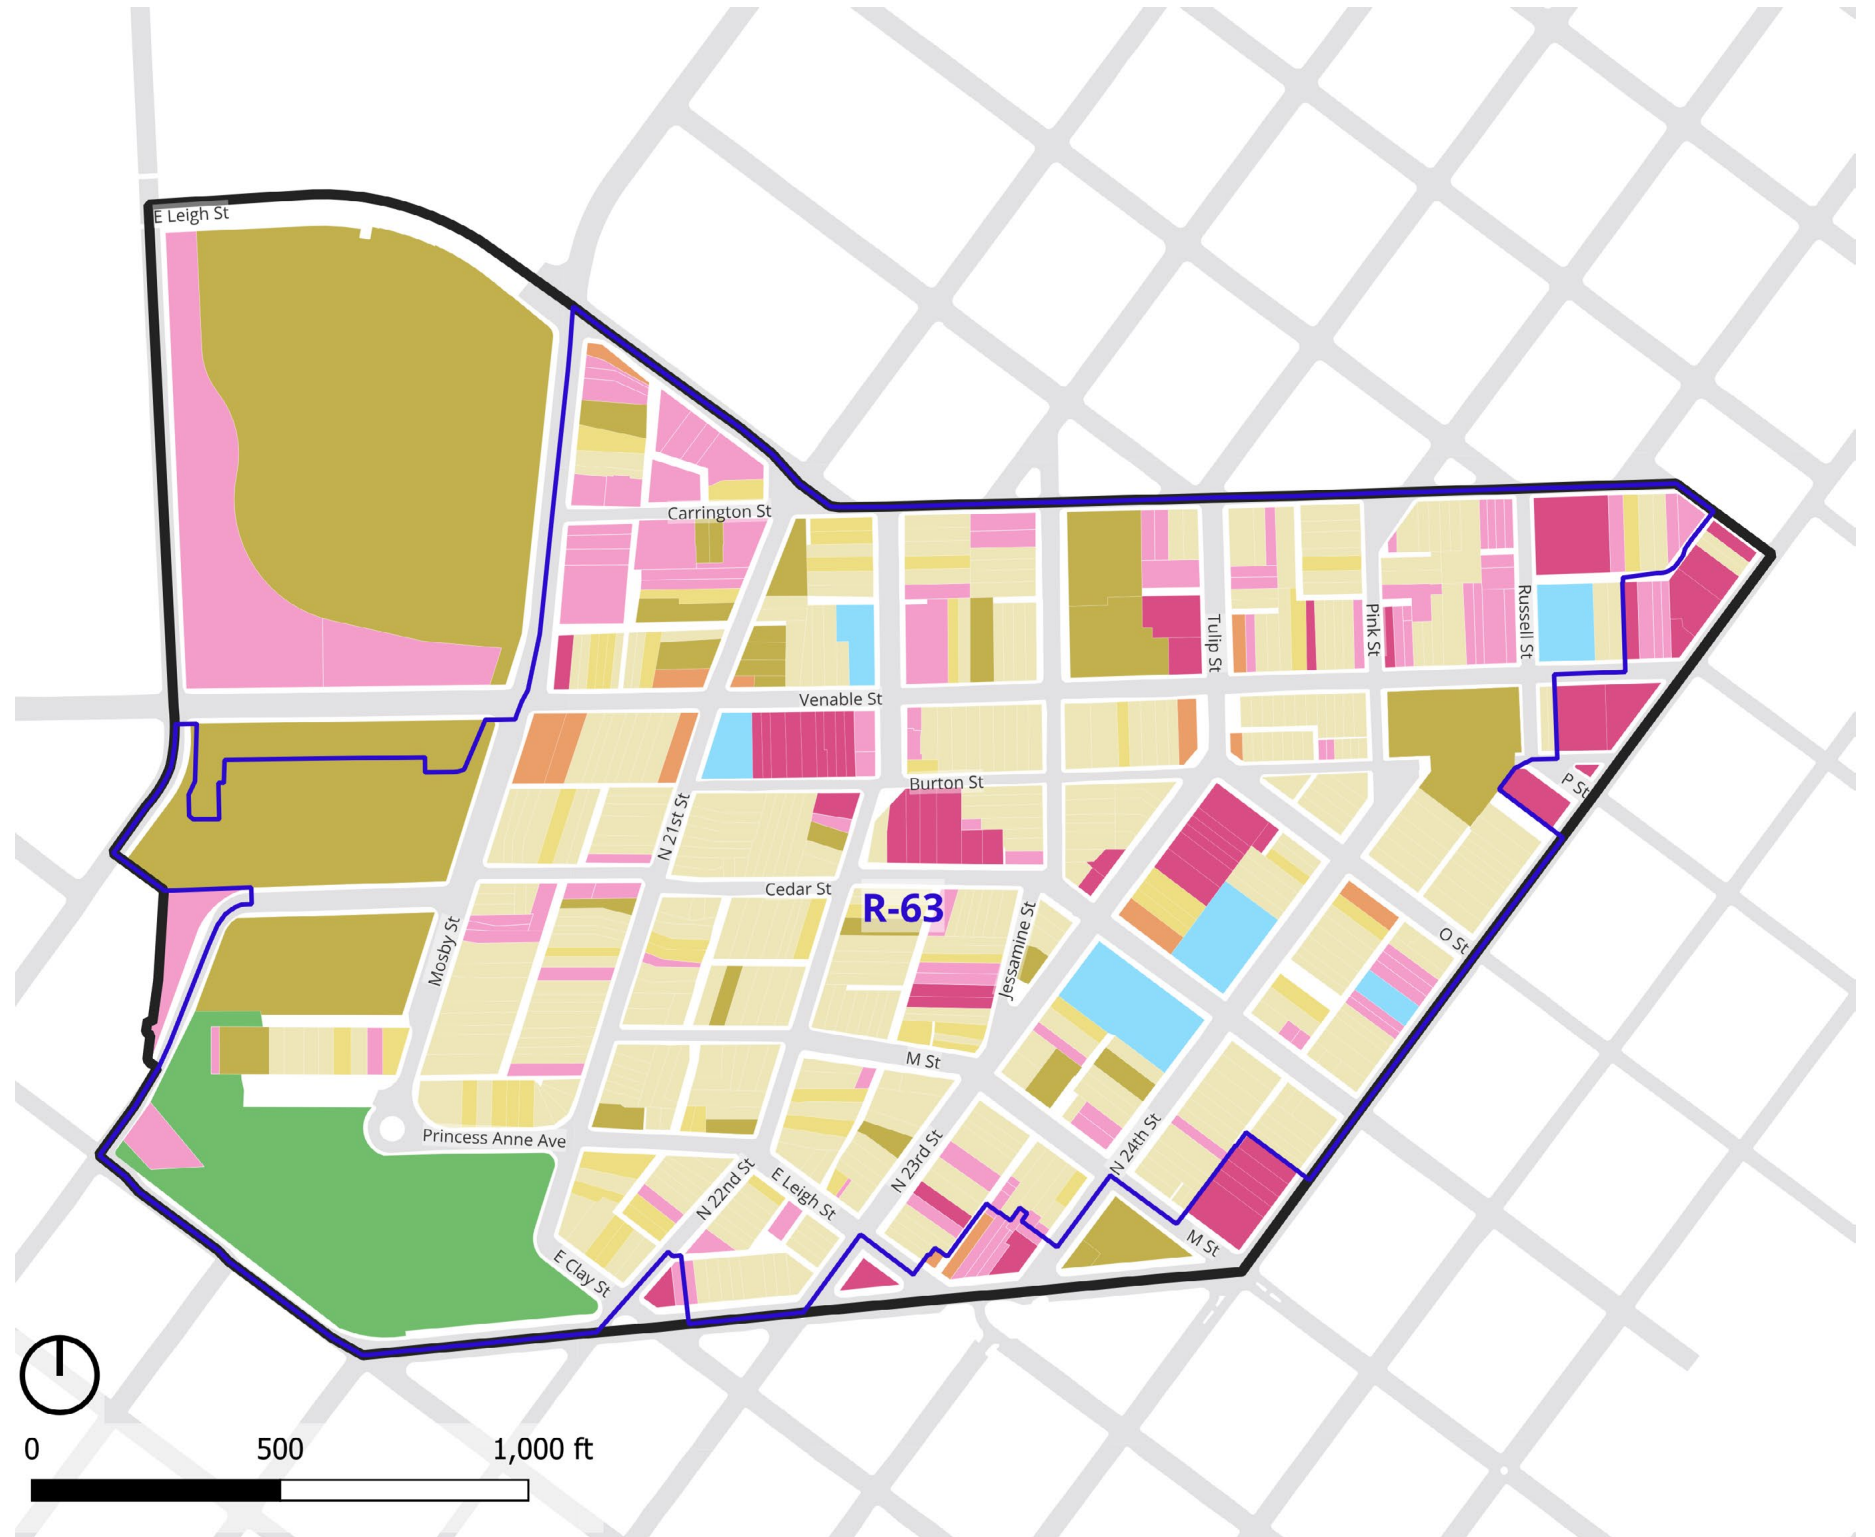 E Leigh St
Carrington St
Tulip St
Pink St
Russell St
Venable St
Burton St
P St
N 21st St
Cedar St
R-63
Mosby St
Jessamine St
O St
M St
Princess Anne Ave
N 24th St
N 23rd St
N 22nd St
E Leigh St
M St
E Clay St
0 500 1,000 ft